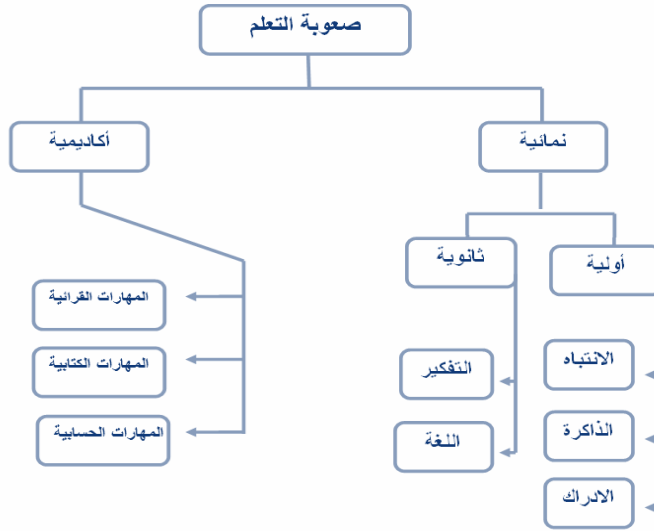 صعوبة التعلم
نمائية
أكاديمية
أولية
ثانوية
الانتباه
الذاكرة
الادراك
التفكير
اللغة
المهارات القرائية
المهارات الكتابية
المهارات الحسابية